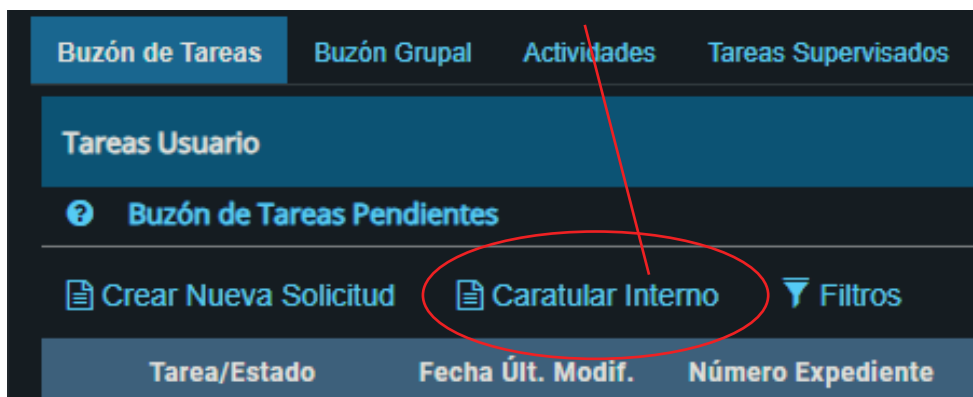 Buzón de Tareas Buzón Grupal Actividades Tareas Supervisados
Tareas Usuario
Buzón de Tareas Pendientes
Crear Nueva Solicitud Caratular Interno Filtros
Tarea/Estado Fecha Últ. Modif. Número Expediente